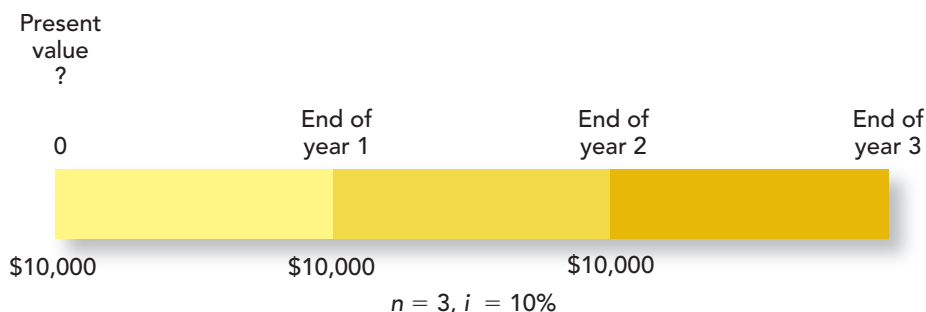 Present
value
?
0
End of
year 1
End of
year 2
End of
year 3
$10,000
$10,000
$10,000
n = 3, i = 10%